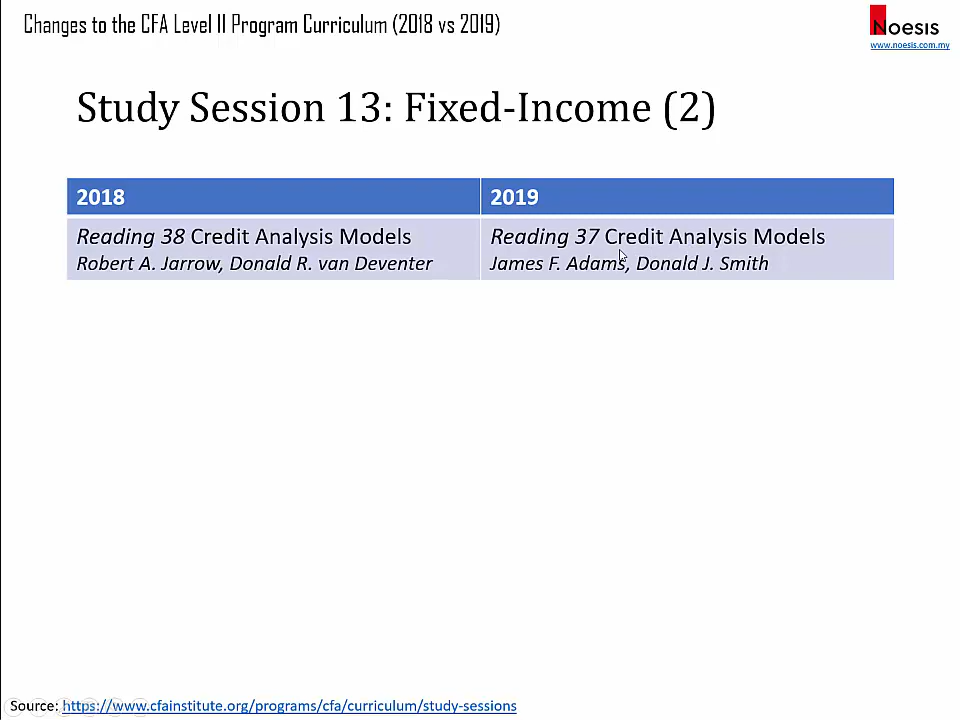 Changes to the CFA Level II Program Curriculum (2018 vs 2019)
Noesis
www.noesis.com.my
Study Session 13: Fixed-Income (2)
2018
2019
Reading 38 Credit Analysis Models
Robert A. Jarrow, Donald R. van Deventer
Reading 37 Credit Analysis Models
James F. Adams, Donald J. Smith
Source: https://www.cfainstitute.org/programs/cfa/curriculum/study-sessions